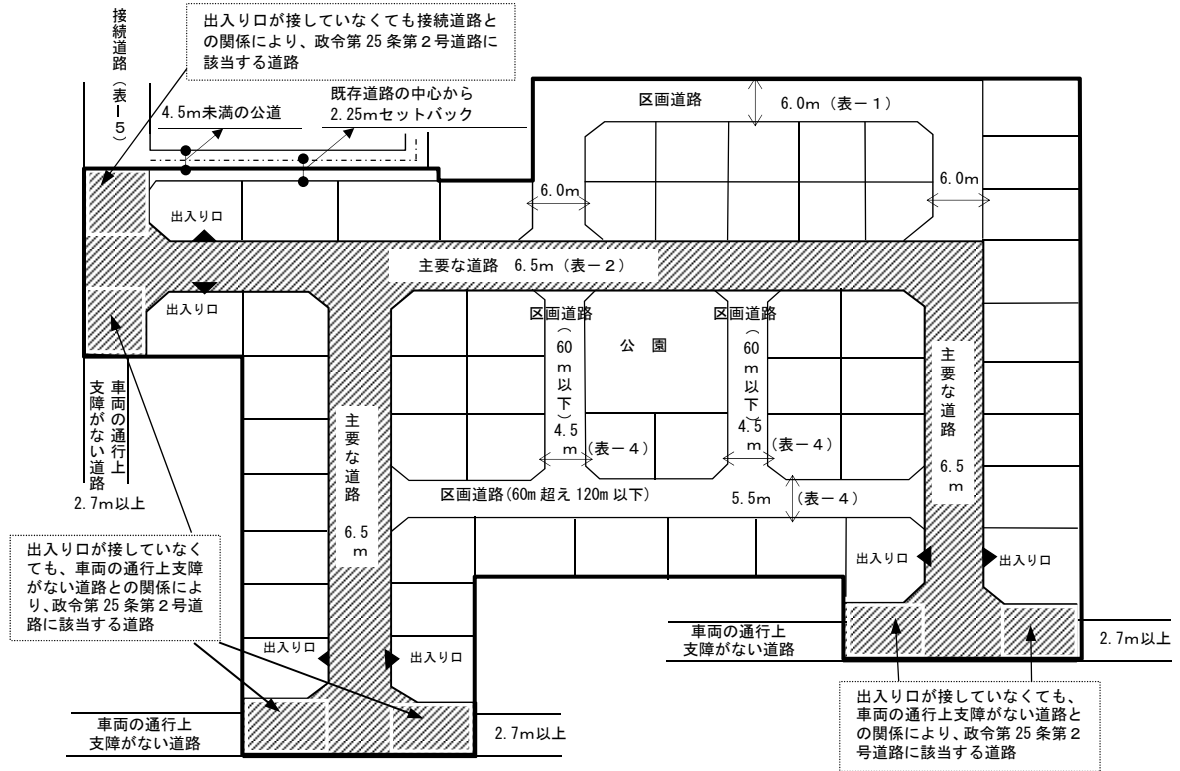 接続道路（表－５）
出入り口が接していなくても接続道路と
の関係により、政令第 25 条第２号道路に
該当する道路
4.5ｍ未満の公道
既存道路の中心から
2.25ｍセットバック
区画道路
6.0ｍ（表－１）
6.0ｍ
6.0ｍ
出入り口
主要な道路 6.5ｍ（表－２）
出入り口
区画道路
（60ｍ以下）
4.5ｍ
（表－４）
公 園
区画道路
（60ｍ以下）
4.5ｍ
（表－４）
主要な道路
6.5ｍ
車両の通行上
支障がない道路
2.7ｍ以上
主要な道路
6.5ｍ
区画道路(60ｍ超え 120ｍ以下)
5.5ｍ
（表－４）
出入り口が接していなく
ても、車両の通行上支障
がない道路との関係によ
り、政令第 25 条第２号道
路に該当する道路
出入り口
出入り口
出入り口
出入り口
車両の通行上
支障がない道路
2.7ｍ以上
車両の通行上
支障がない道路
2.7ｍ以上
出入り口が接していなくても、
車両の通行上支障がない道路と
の関係により、政令第 25 条第２
号道路に該当する道路